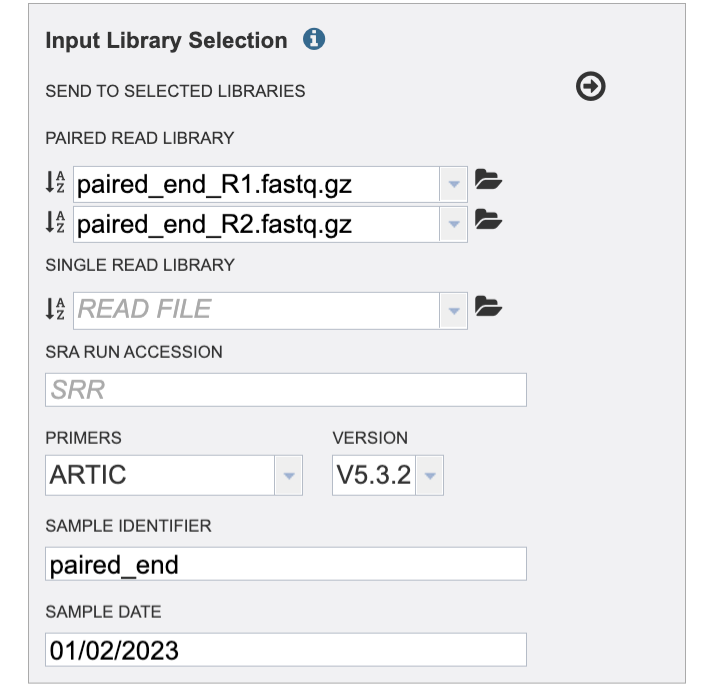 Input Library Selection
SEND TO SELECTED LIBRARIES
PAIRED READ LIBRARY
paired_end_R1.fastq.gz
paired_end_R2.fastq.gz
SINGLE READ LIBRARY
READ FILE
SRA RUN ACCESSION
SRR
PRIMERS VERSION
ARTIC V5.3.2
SAMPLE IDENTIFIER
paired_end
SAMPLE DATE
01/02/2023